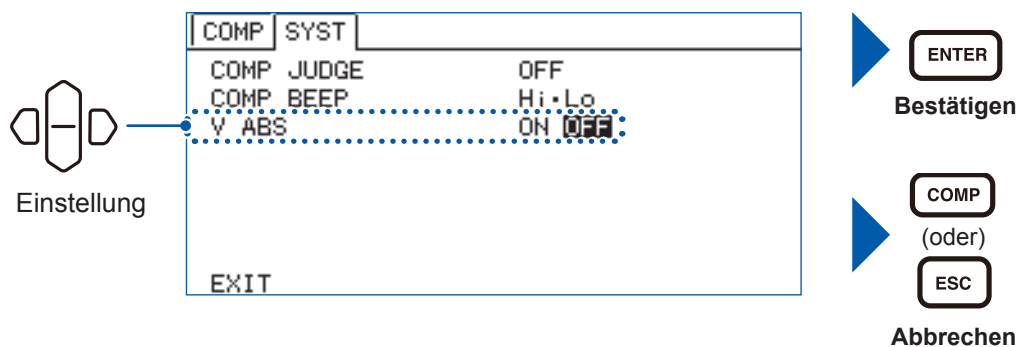 COMP SYST
COMP JUDGE OFF
COMP BEEP Hi・Lo
V ABS ON OFF
EXIT
Einstellung
ENTER
Bestätigen
COMP
(oder)
ESC
Abbrechen